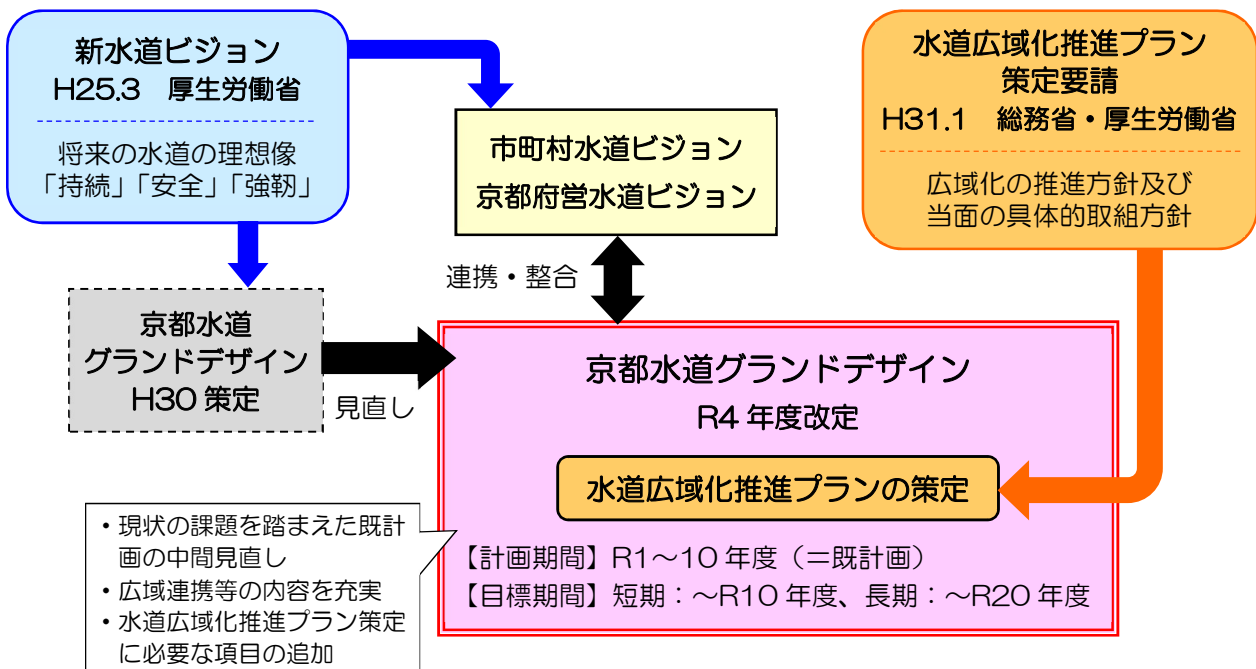 新水道ビジョン
H25.3 厚生労働省
将来の水道の理想像
「持続」「安全」「強靭」
市町村水道ビジョン
京都府営水道ビジョン
水道広域化推進プラン
策定要請
H31.1 総務省・厚生労働省
広域化の推進方針及び
当面の具体的取組方針
連携・整合
京都水道
グランドデザイン
H30 策定
見直し
京都水道グランドデザイン
R4 年度改定
水道広域化推進プランの策定
【計画期間】R1～10 年度（＝既計画）
【目標期間】短期：～R10 年度、長期：～R20 年度
・現状の課題を踏まえた既計
画の中間見直し
・広域連携等の内容を充実
・水道広域化推進プラン策定
に必要な項目の追加